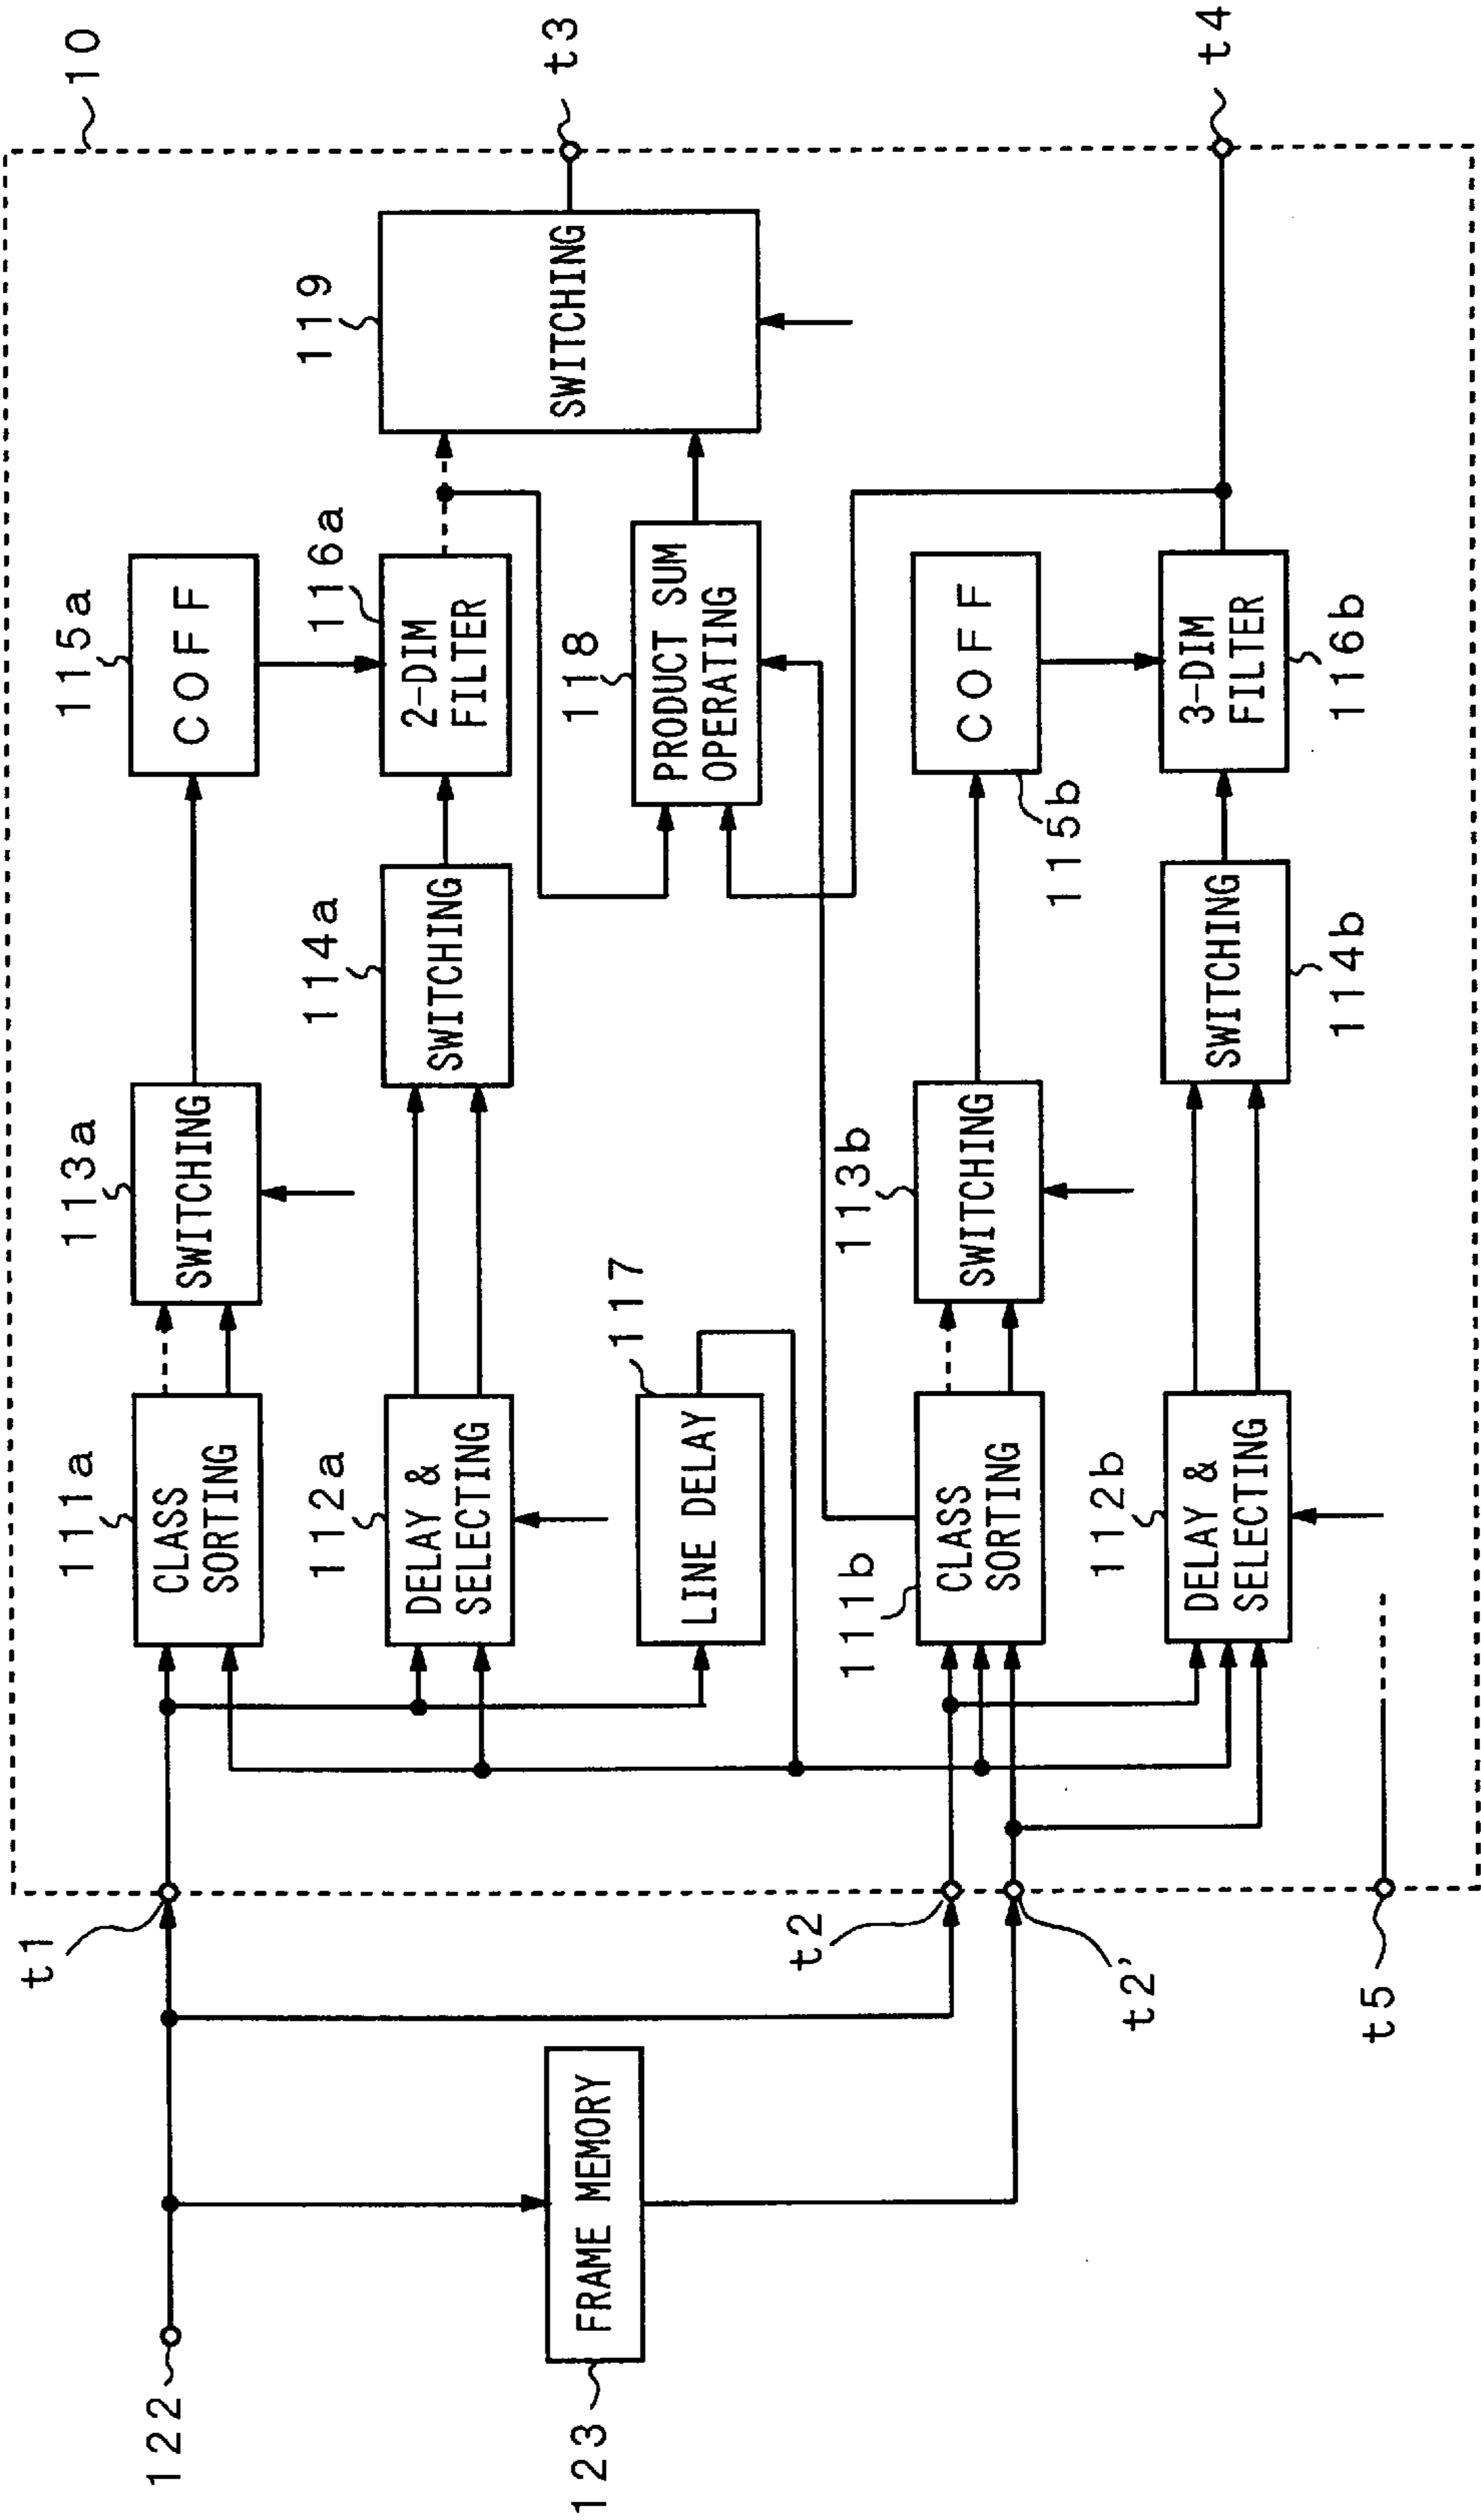 10
t3
t4
119
SWITCHING
115a
COFF
116a
2-DIM
FILTER
118
PRODUCT SUM
OPERATING
COFF
115b
3-DIM
FILTER
116b
114a
SWITCHING
SWITCHING
114b
113a
SWITCHING
113b
SWITCHING
111a
CLASS
SORTING
112a
DELAY &
SELECTING
117
LINE DELAY
111b
CLASS
SORTING
112b
DELAY &
SELECTING
t1
t2
t2'
t5
122
123
FRAME MEMORY